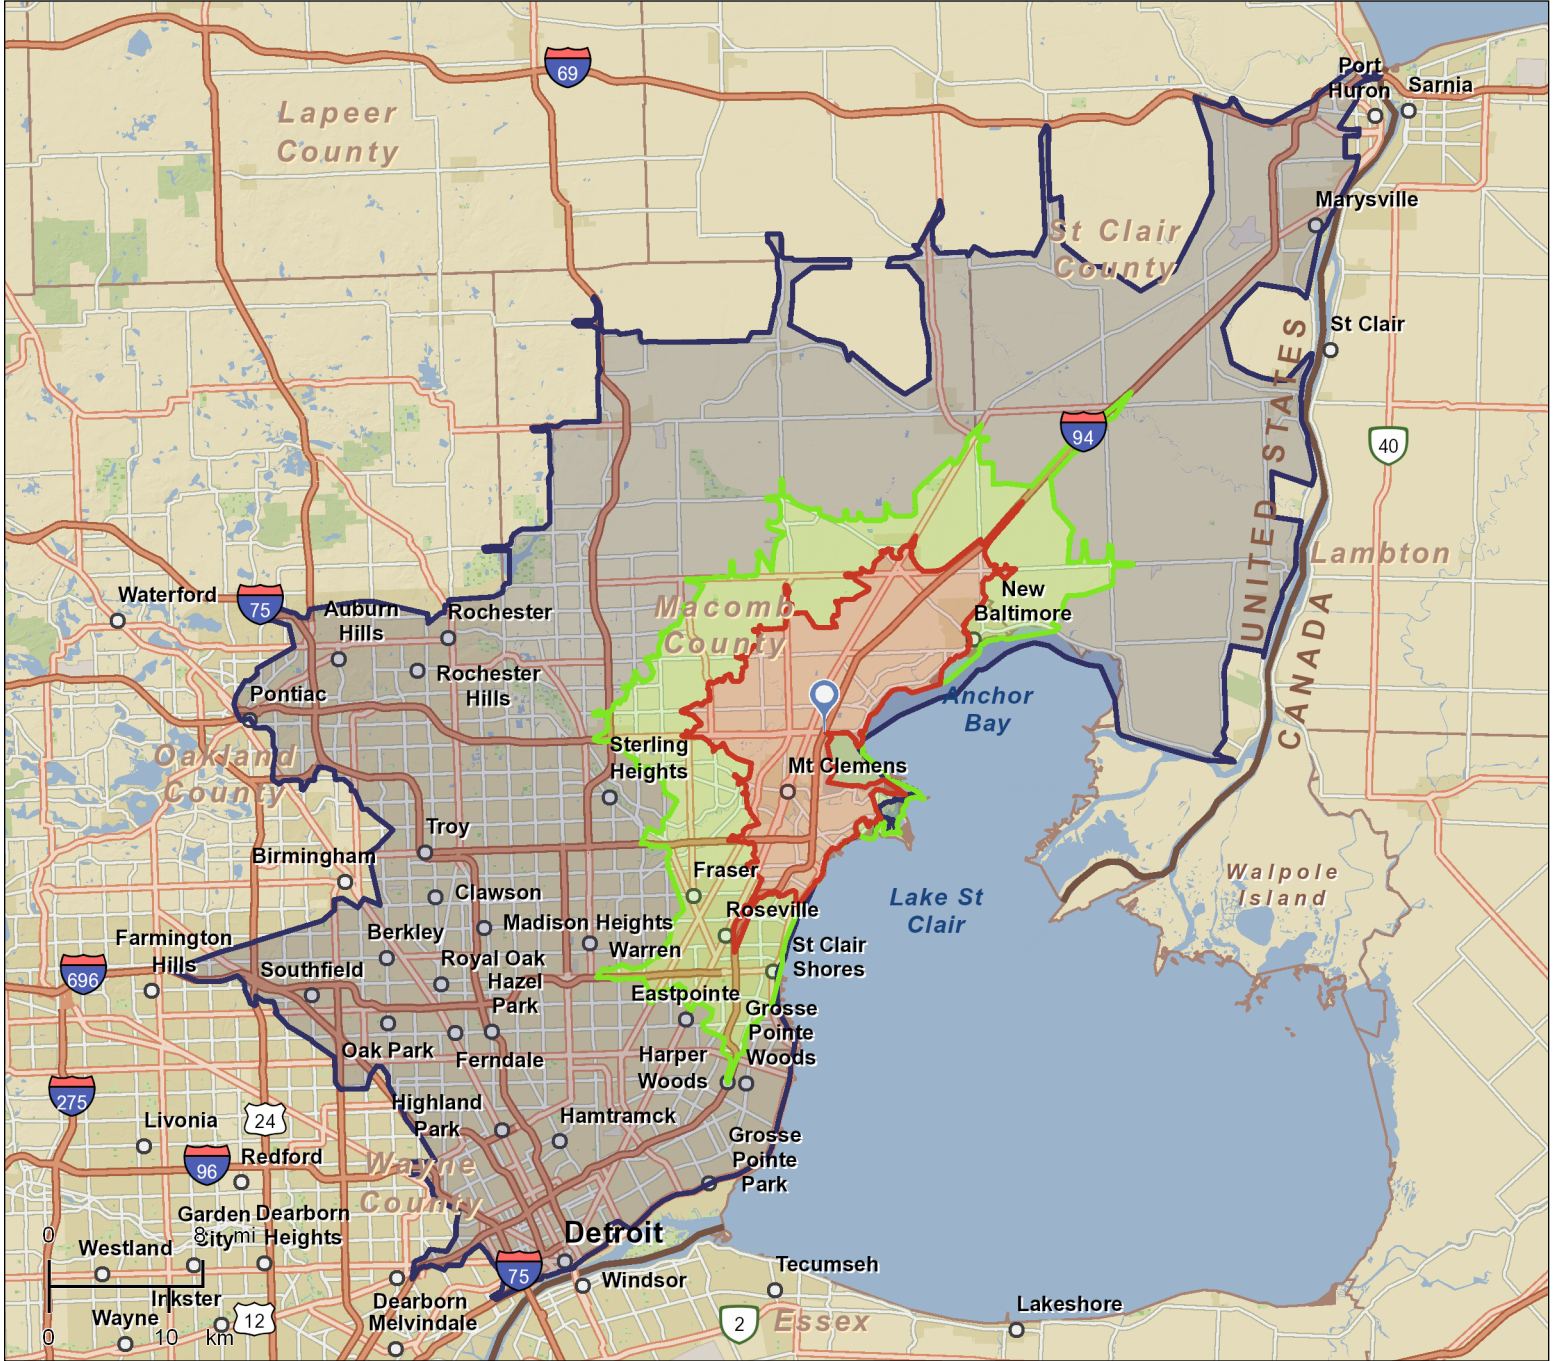 69
Lapeer
County
Port
Huron
Sarnia
Marysville
St Clair
County
St Clair
UNITED STATES
CANADA
40
94
Lambton
Waterford
75
Auburn
Hills
Rochester
Macomb
County
New
Baltimore
Rochester
Hills
Pontiac
Anchor
Bay
Oakland
County
Sterling
Heights
Mt Clemens
Troy
Birmingham
Fraser
Walpole
Island
Clawson
Lake St
Clair
Roseville
Madison Heights
Berkley
Farmington
Hills
Warren
St Clair
Shores
696
Southfield
Royal Oak
Hazel
Park
Eastpointe
Grosse
Pointe
Woods
Oak Park
Ferndale
Harper
Woods
275
Livonia
24
Highland
Park
Hamtramck
Grosse
Pointe
Park
96
Redford
Wayne
County
Garden
City
Dearborn
Heights
0
8 mi
Westland
Detroit
75
Windsor
Tecumseh
Inkster
Wayne
12
Dearborn
Melvindale
2
Essex
Lakeshore
0
10
km